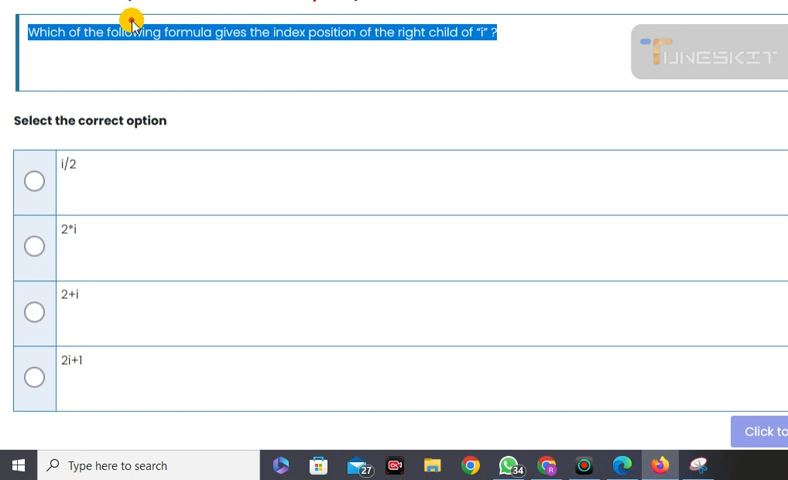 Which of the following formula gives the index position of the right child of "i" ?
TUNESKIT
Select the correct option
i/2
2*i
2+i
2i+1
Click to
Type here to search
27
34
R